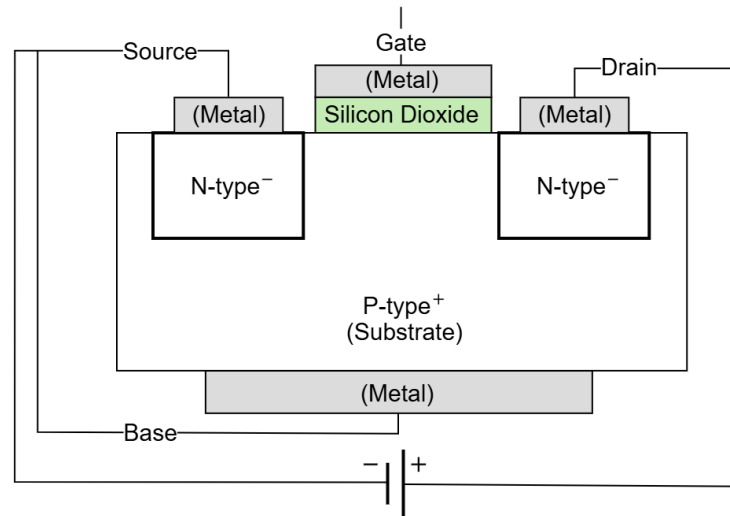 Source
Gate
Drain
(Metal)
(Metal)
(Metal)
Silicon Dioxide
N-type⁻
N-type⁻
P-type⁺
(Substrate)
(Metal)
Base
− +